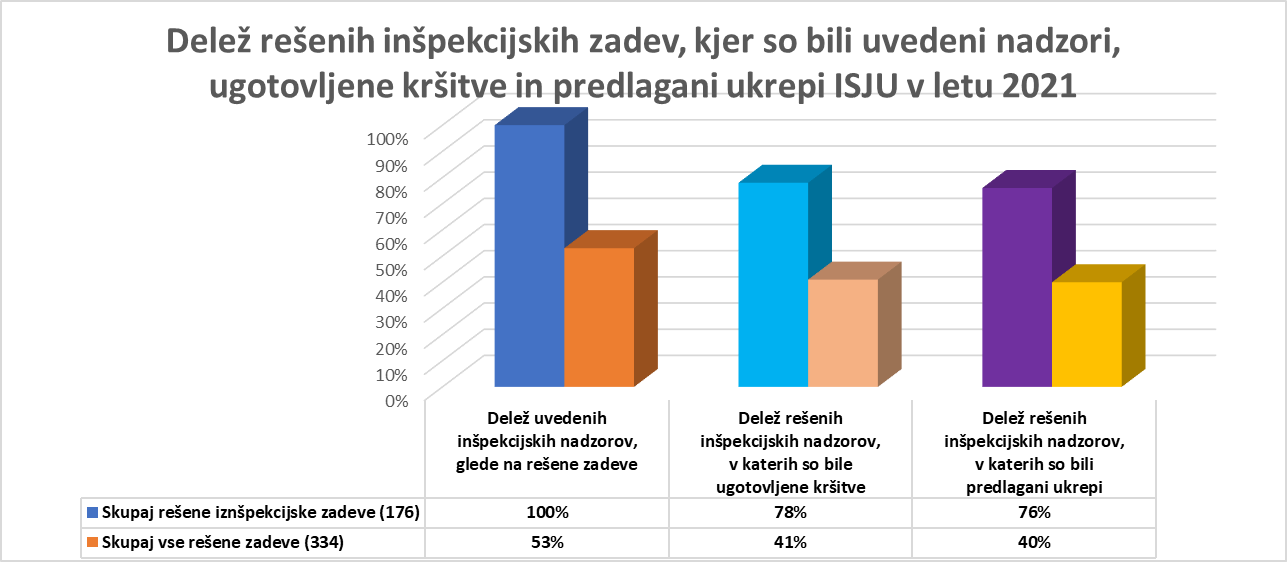 Delež rešenih inšpekcijskih zadev, kjer so bili uvedeni nadzori,
ugotovljene kršitve in predlagani ukrepi ISJU v letu 2021
100%
90%
80%
70%
60%
50%
40%
30%
20%
10%
0%
Delež uvedenih
inšpekcijskih nadzorov,
glede na rešene zadeve
Delež rešenih
inšpekcijskih nadzorov,
v katerih so bile
ugotovljene kršitve
Delež rešenih
inšpekcijskih nadzorov,
v katerih so bili
predlagani ukrepi
Skupaj rešene iznšpekcijske zadeve (176) 100% 78% 76%
Skupaj vse rešene zadeve (334) 53% 41% 40%